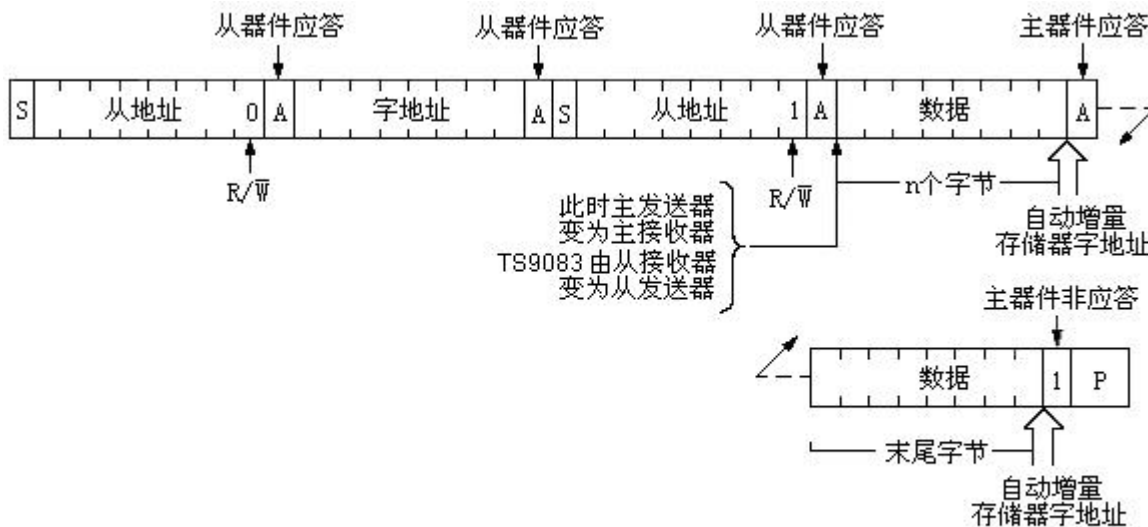 从器件应答 从器件应答 从器件应答 主器件应答
S 从地址 0 A 字地址 A S 从地址 1 A 数据 A
R/W̅ R/W̅ n个字节
此时主发送器
变为主接收器
TS9083由从接收器
变为从发送器
自动增量
存储器字地址
主器件非应答
数据 1 P
末尾字节
自动增量
存储器字地址